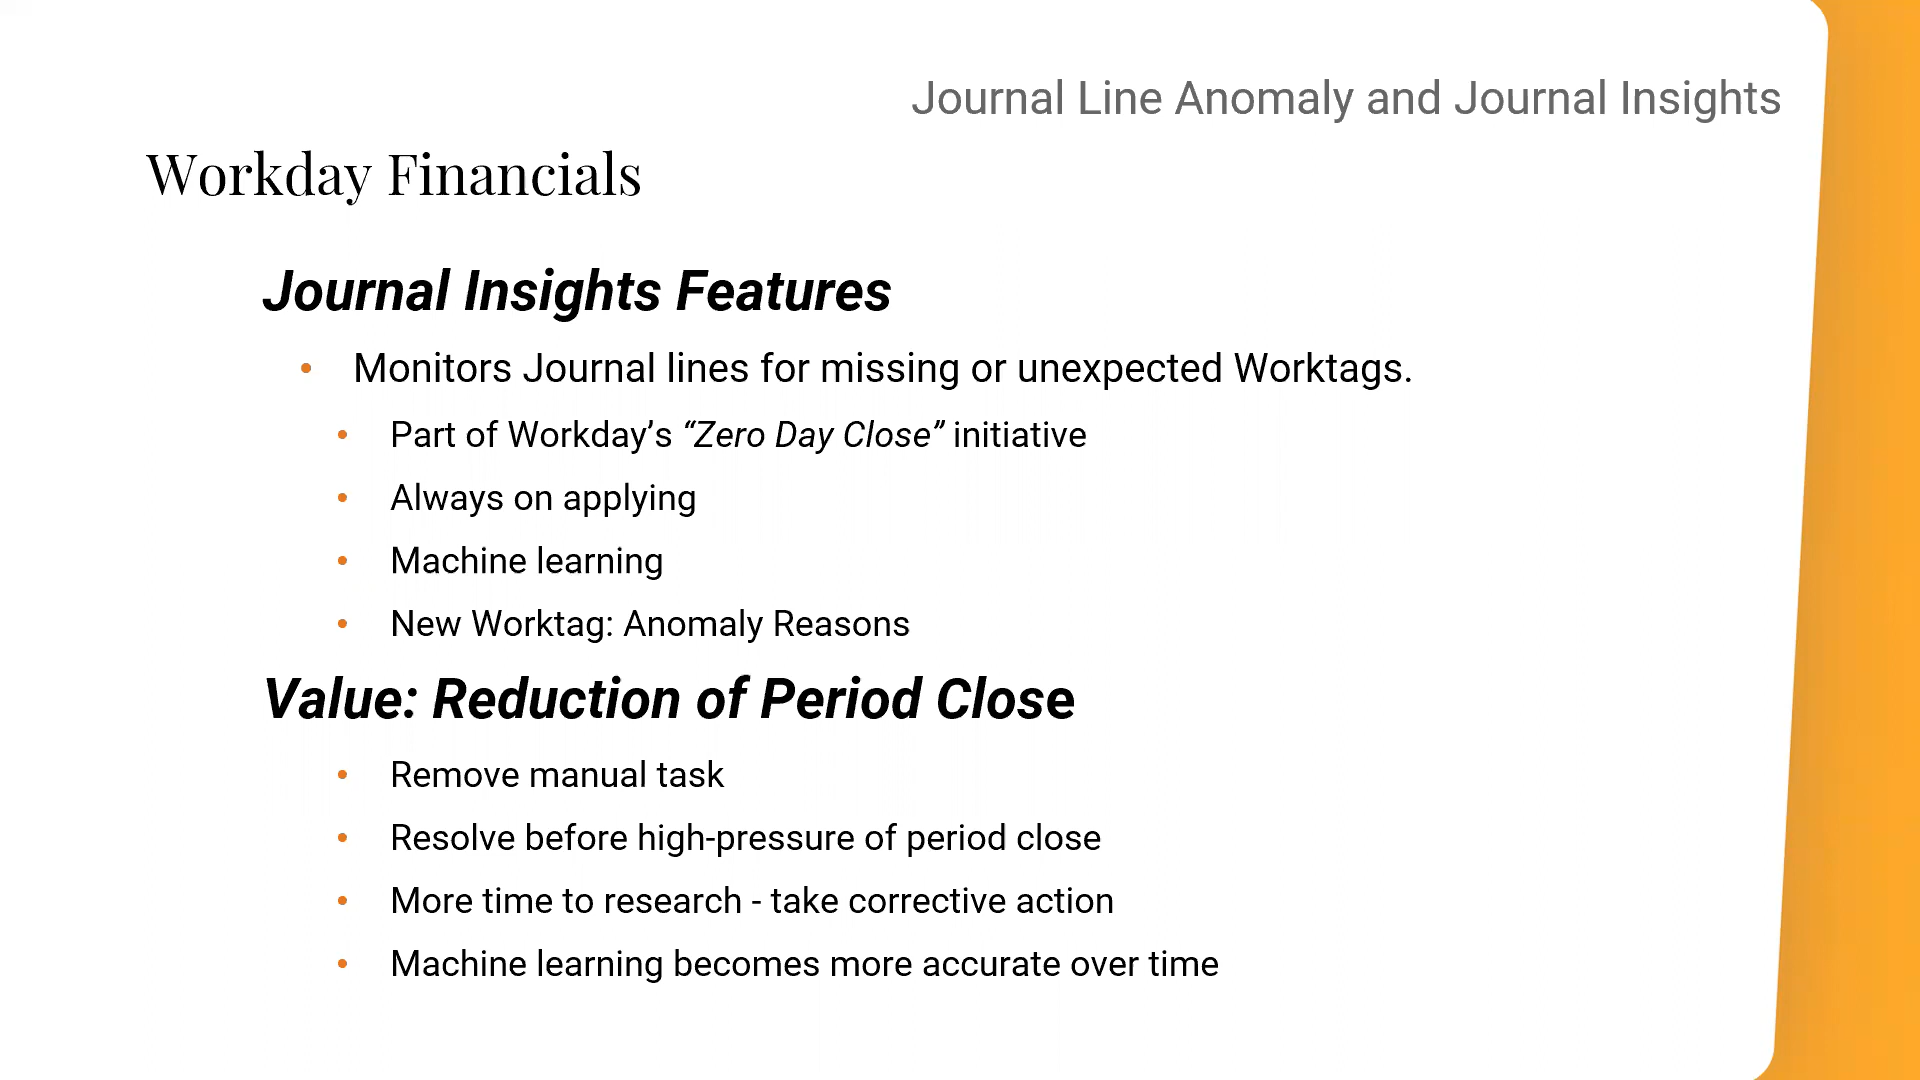 Journal Line Anomaly and Journal Insights
Workday Financials
Journal Insights Features
• Monitors Journal lines for missing or unexpected Worktags.
• Part of Workday’s “Zero Day Close” initiative
• Always on applying
• Machine learning
• New Worktag: Anomaly Reasons
Value: Reduction of Period Close
• Remove manual task
• Resolve before high-pressure of period close
• More time to research - take corrective action
• Machine learning becomes more accurate over time